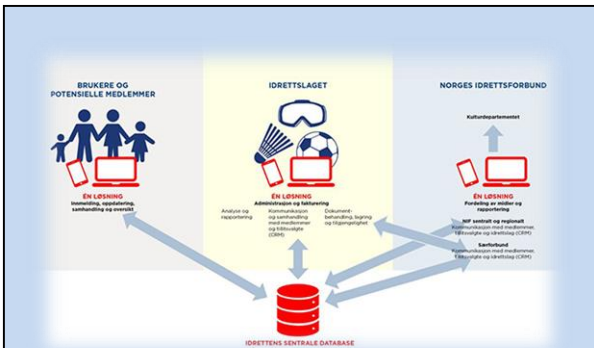 BRUKERE OG
POTENSIELLE MEDLEMMER
ÉN LØSNING
Innmelding, oppdatering,
samhandling og oversikt
IDRETTSLAGET
ÉN LØSNING
Administrasjon og fakturering
Analyse og
rapportering
Kommunikasjon
og samhandling
med medlemmer
og tillitsvalgte
(CRM)
Dokument-
behandling, lagring
og tilgjengelighet
NORGES IDRETTSFORBUND
Kulturdepartementet
ÉN LØSNING
Fordeling av midler og
rapportering
NIF sentralt og regionalt
Kommunikasjon med medlemmer,
tillitsvalgte og idrettslag (CRM)
Særforbund
Kommunikasjon med medlemmer,
tillitsvalgte og idrettslag (CRM)
IDRETTENS SENTRALE DATABASE